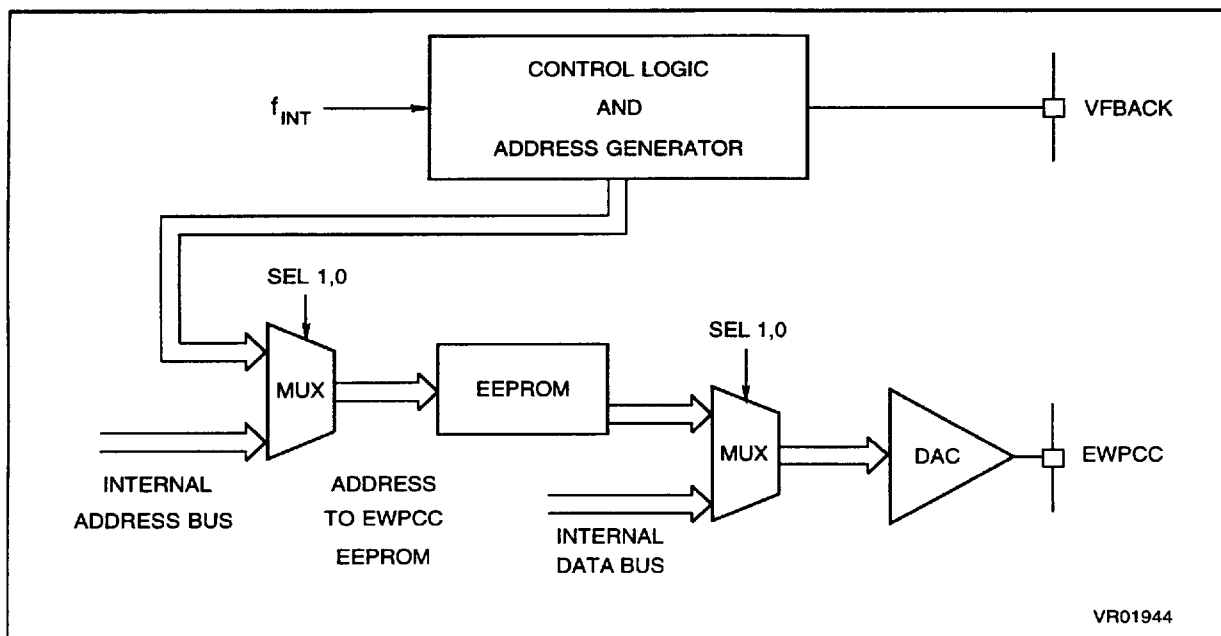 CONTROL LOGIC
AND
ADDRESS GENERATOR
fINT
VFBACK
SEL 1,0
MUX
EEPROM
SEL 1,0
MUX
DAC
EWPCC
INTERNAL
ADDRESS BUS
ADDRESS
TO EWPCC
EEPROM
INTERNAL
DATA BUS
VR01944